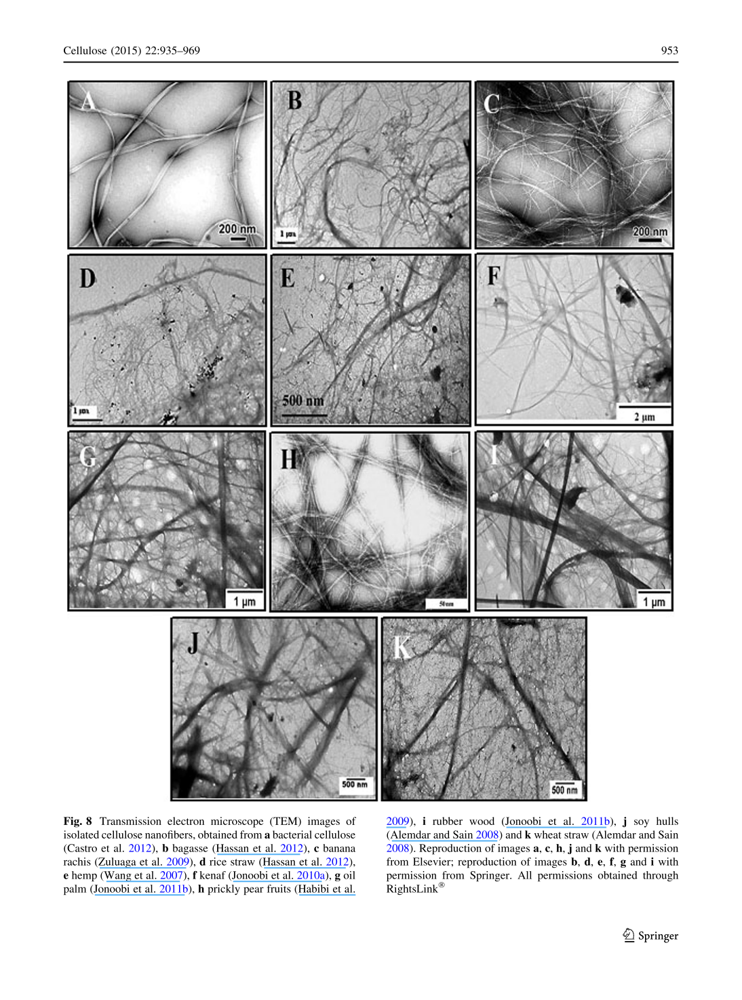 Cellulose (2015) 22:935–969
953
A
B
C
200 nm
1 µm
200 nm
D
E
F
1 µm
500 nm
2 µm
G
H
I
1 µm
50 nm
1 µm
J
K
500 nm
500 nm
Fig. 8 Transmission electron microscope (TEM) images of
isolated cellulose nanofibers, obtained from a bacterial cellulose
(Castro et al. 2012), b bagasse (Hassan et al. 2012), c banana
rachis (Zuluaga et al. 2009), d rice straw (Hassan et al. 2012),
e hemp (Wang et al. 2007), f kenaf (Jonoobi et al. 2010a), g oil
palm (Jonoobi et al. 2011b), h prickly pear fruits (Habibi et al.
2009), i rubber wood (Jonoobi et al. 2011b), j soy hulls
(Alemdar and Sain 2008) and k wheat straw (Alemdar and Sain
2008). Reproduction of images a, c, h, j and k with permission
from Elsevier; reproduction of images b, d, e, f, g and i with
permission from Springer. All permissions obtained through
RightsLink®
Springer